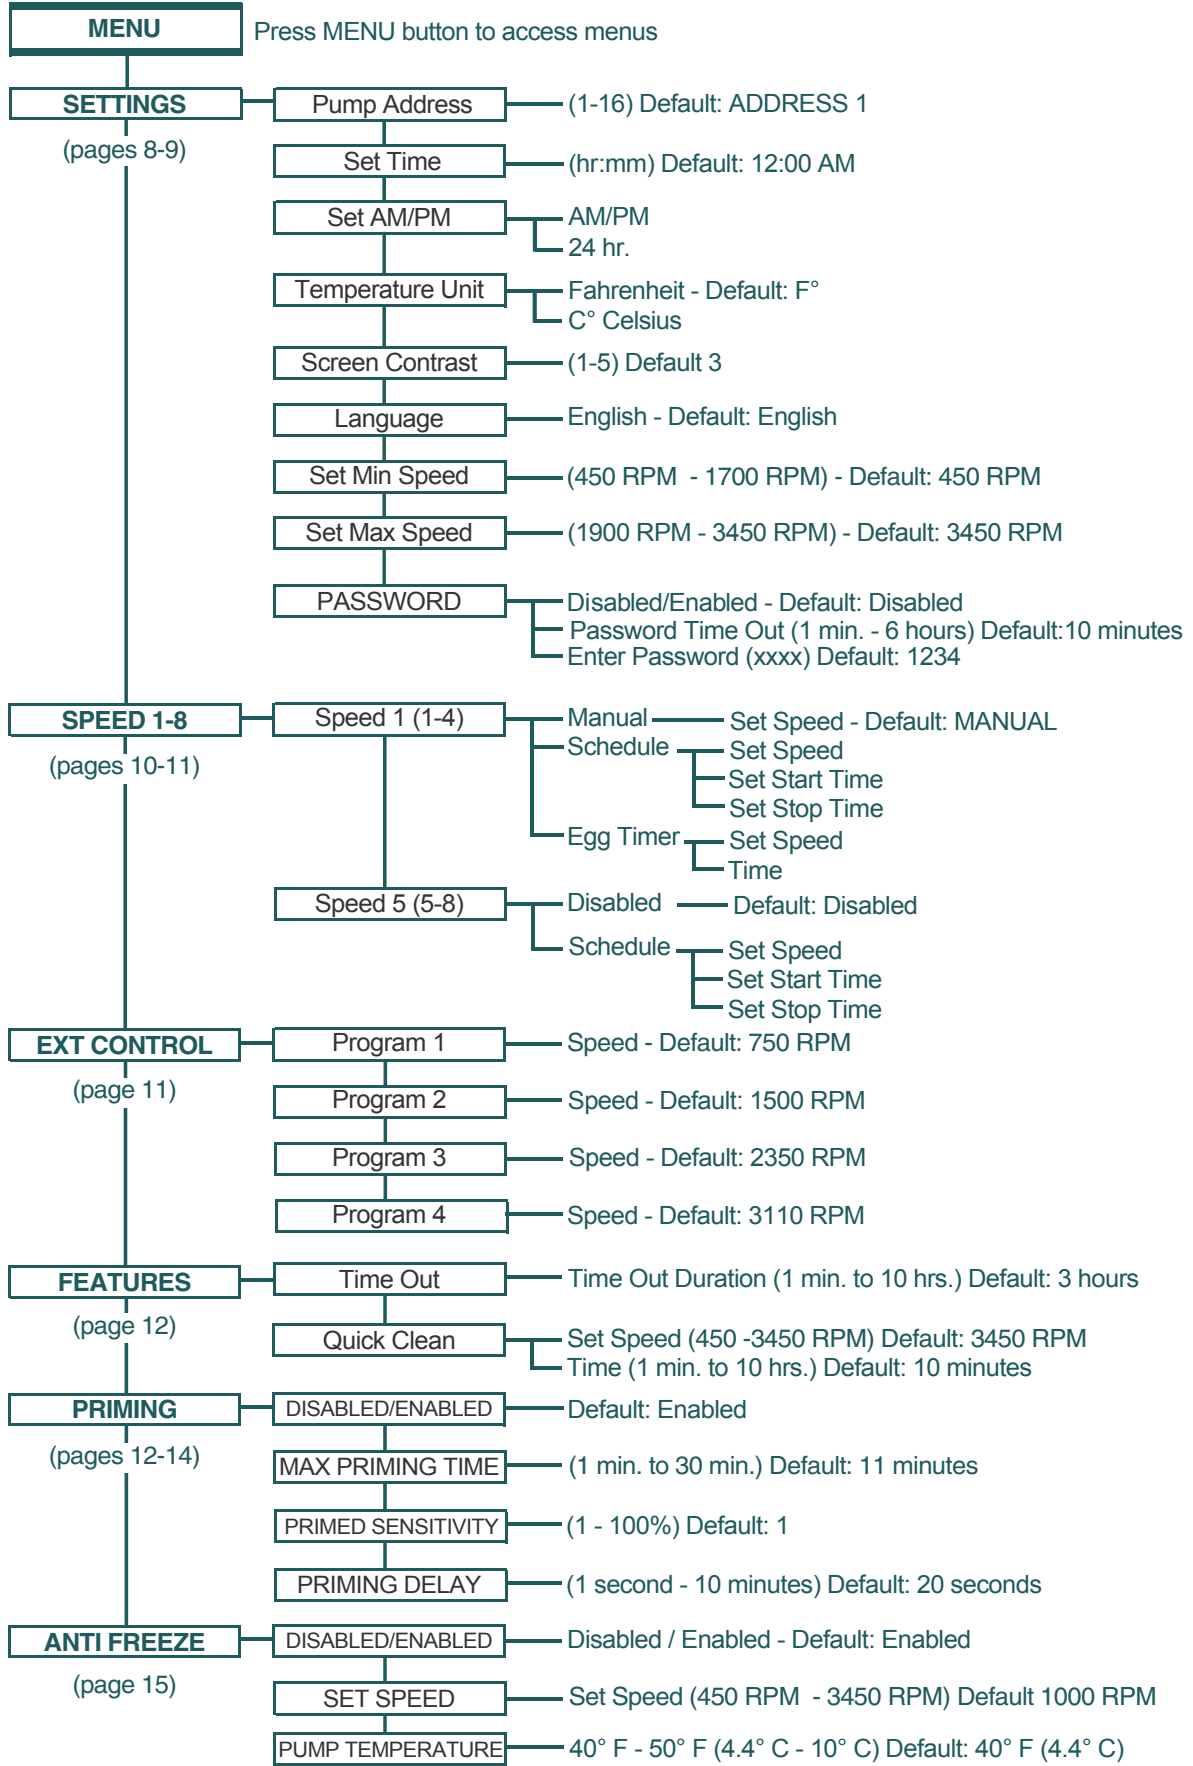 MENU
Press MENU button to access menus
SETTINGS
(pages 8-9)
Pump Address
(1-16) Default: ADDRESS 1
Set Time
(hr:mm) Default: 12:00 AM
Set AM/PM
AM/PM
24 hr.
Temperature Unit
Fahrenheit - Default: F°
C° Celsius
Screen Contrast
(1-5) Default 3
Language
English - Default: English
Set Min Speed
(450 RPM  - 1700 RPM) - Default: 450 RPM
Set Max Speed
(1900 RPM - 3450 RPM) - Default: 3450 RPM
PASSWORD
Disabled/Enabled - Default: Disabled
Password Time Out (1 min. - 6 hours) Default:10 minutes
Enter Password (xxxx) Default: 1234
SPEED 1-8
(pages 10-11)
Speed 1 (1-4)
Manual
Set Speed - Default: MANUAL
Schedule
Set Speed
Set Start Time
Set Stop Time
Egg Timer
Set Speed
Time
Speed 5 (5-8)
Disabled
Default: Disabled
Schedule
Set Speed
Set Start Time
Set Stop Time
EXT CONTROL
(page 11)
Program 1
Speed - Default: 750 RPM
Program 2
Speed - Default: 1500 RPM
Program 3
Speed - Default: 2350 RPM
Program 4
Speed - Default: 3110 RPM
FEATURES
(page 12)
Time Out
Time Out Duration (1 min. to 10 hrs.) Default: 3 hours
Quick Clean
Set Speed (450 -3450 RPM) Default: 3450 RPM
Time (1 min. to 10 hrs.) Default: 10 minutes
PRIMING
(pages 12-14)
DISABLED/ENABLED
Default: Enabled
MAX PRIMING TIME
(1 min. to 30 min.) Default: 11 minutes
PRIMED SENSITIVITY
(1 - 100%) Default: 1
PRIMING DELAY
(1 second - 10 minutes) Default: 20 seconds
ANTI FREEZE
(page 15)
DISABLED/ENABLED
Disabled / Enabled - Default: Enabled
SET SPEED
Set Speed (450 RPM  - 3450 RPM) Default 1000 RPM
PUMP TEMPERATURE
40° F - 50° F (4.4° C - 10° C) Default: 40° F (4.4° C)